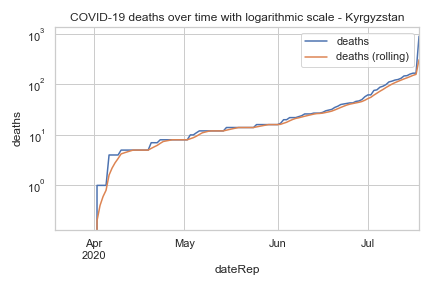 COVID-19 deaths over time with logarithmic scale - Kyrgyzstan
deaths
deaths (rolling)
10³
10²
10¹
10⁰
deaths
Apr
2020
May
Jun
Jul
dateRep